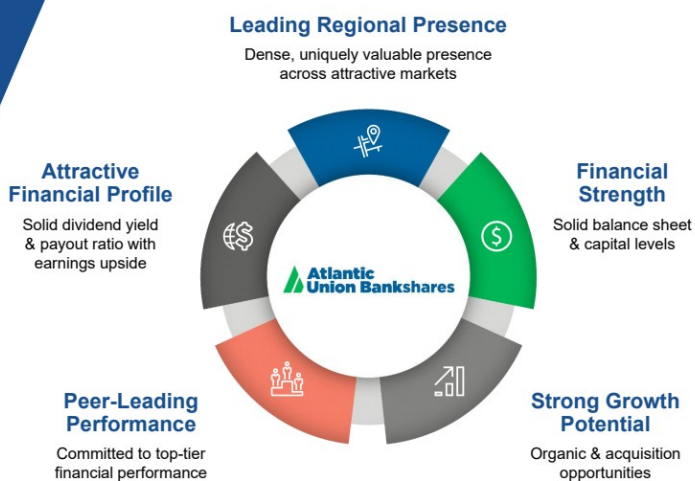 Leading Regional Presence
Dense, uniquely valuable presence
across attractive markets
Attractive
Financial Profile
Solid dividend yield
& payout ratio with
earnings upside
Financial
Strength
Solid balance sheet
& capital levels
$
$
Atlantic
Union Bankshares
Peer-Leading
Performance
Committed to top-tier
financial performance
Strong Growth
Potential
Organic & acquisition
opportunities